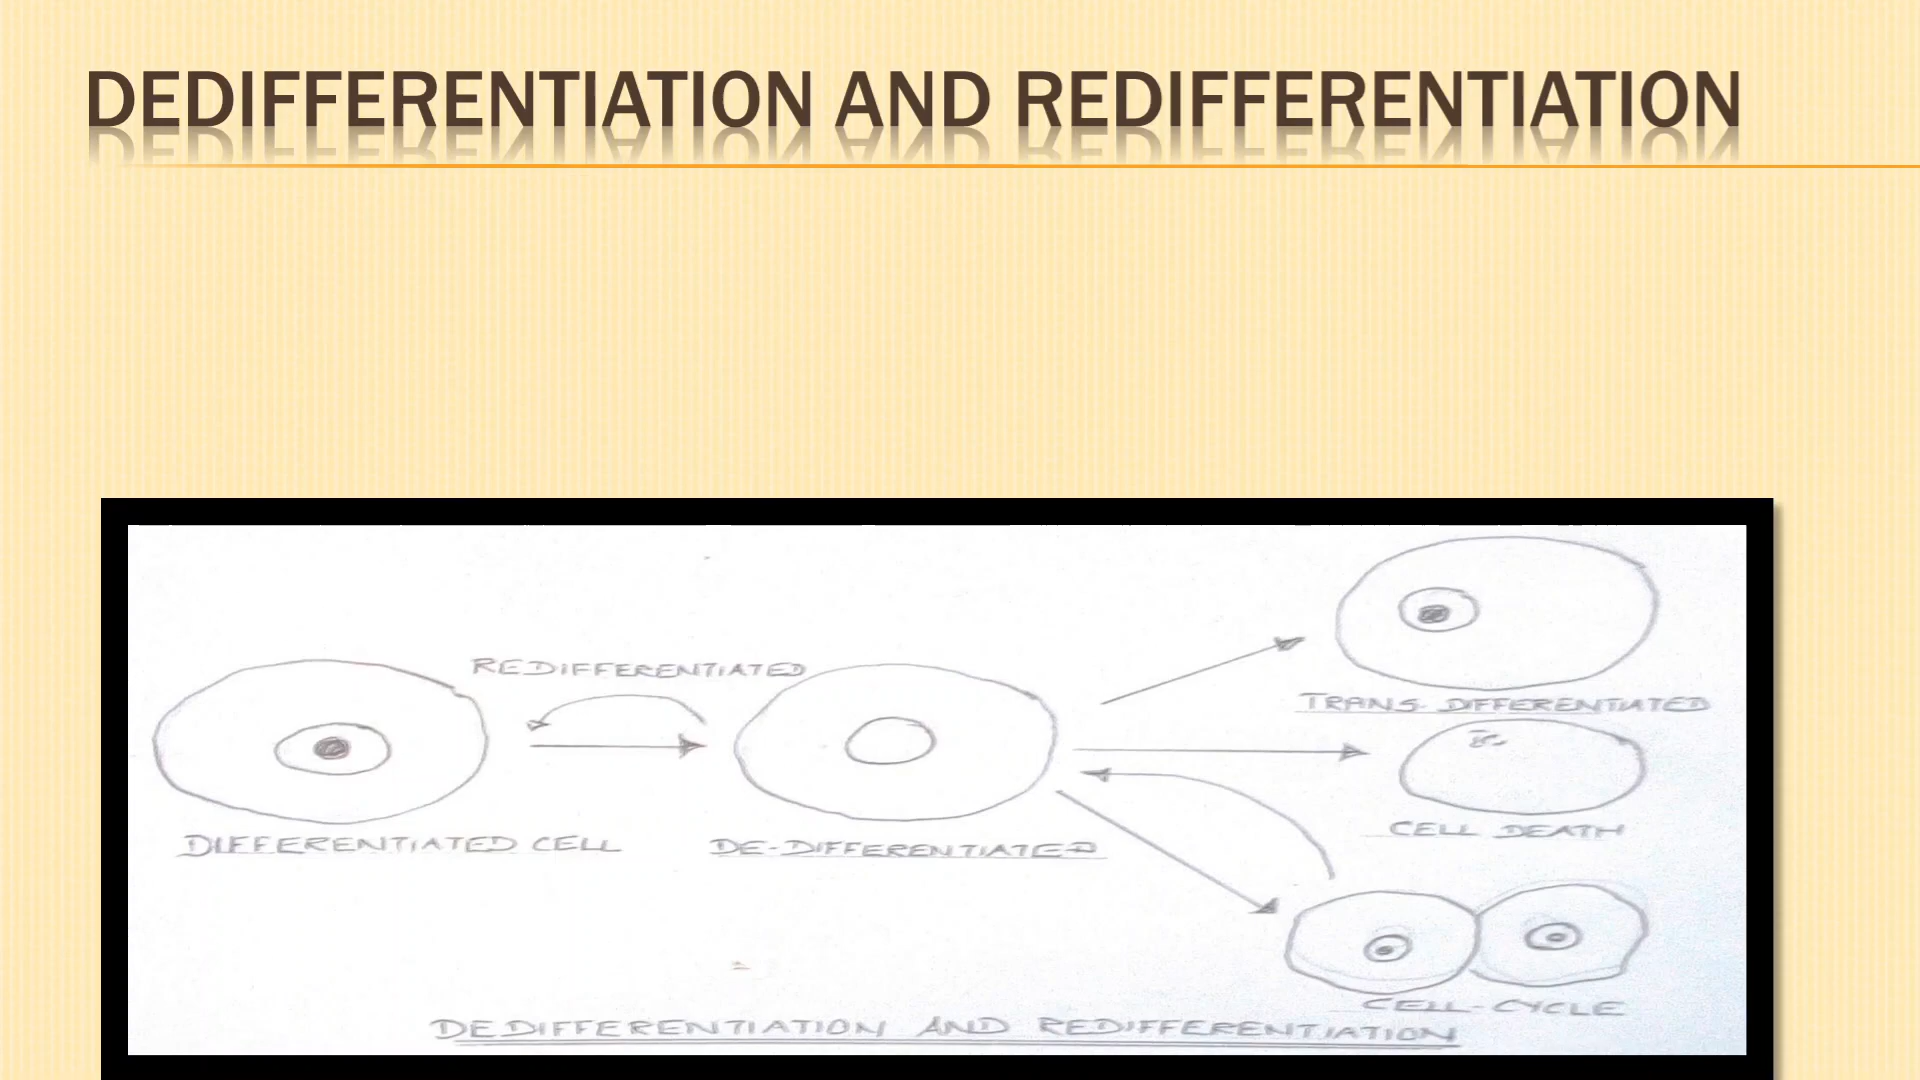 DEDIFFERENTIATION AND REDIFFERENTIATION
REDIFFERENTIATED
TRANS. DIFFERENTIATED
DIFFERENTIATED CELL
DE-DIFFERENTIATED
CELL DEATH
CELL-CYCLE
DEDIFFERENTIATION AND REDIFFERENTIATION